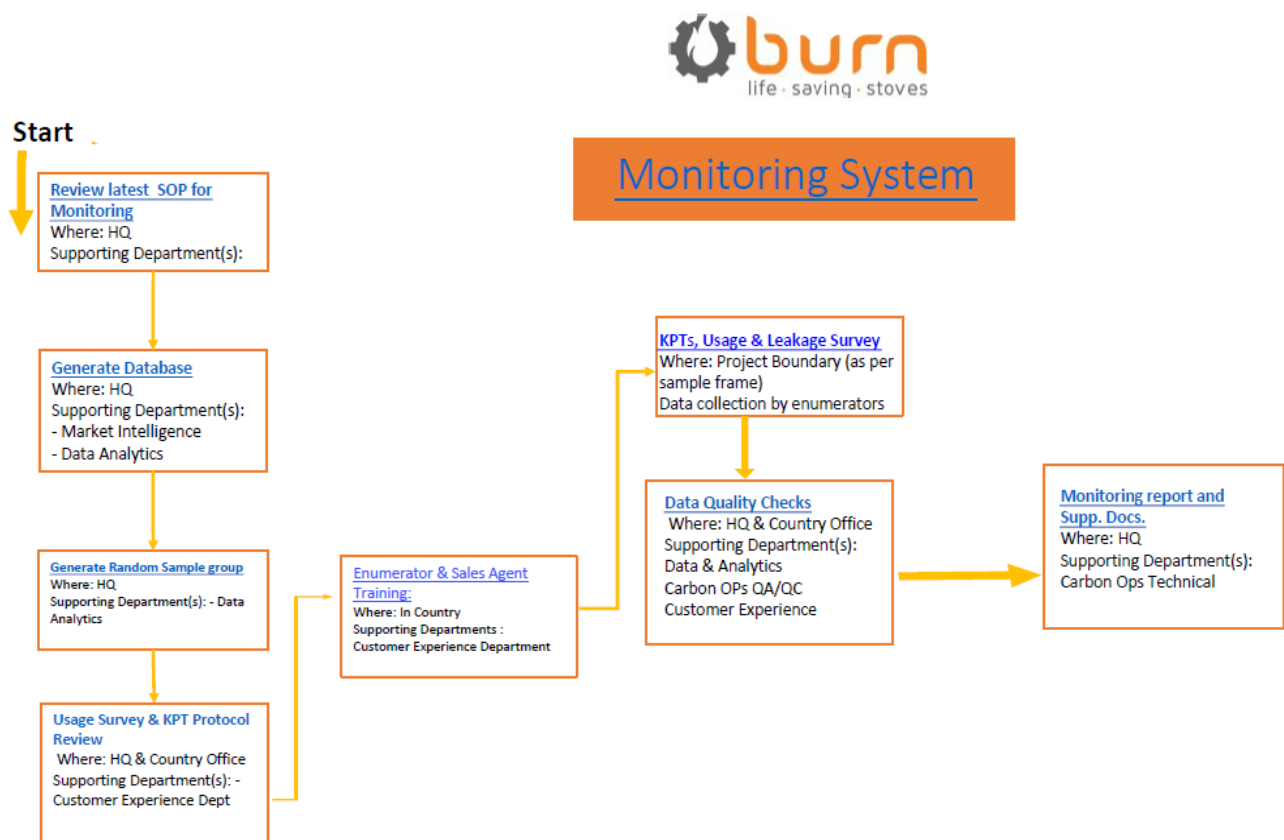 burn
life · saving · stoves
Start
Monitoring System
Review latest SOP for
Monitoring
Where: HQ
Supporting Department(s):
Generate Database
Where: HQ
Supporting Department(s):
- Market Intelligence
- Data Analytics
Generate Random Sample group
Where: HQ
Supporting Department(s): - Data
Analytics
Usage Survey & KPT Protocol
Review
Where: HQ & Country Office
Supporting Department(s): -
Customer Experience Dept
Enumerator & Sales Agent
Training:
Where: In Country
Supporting Departments :
Customer Experience Department
KPTs, Usage & Leakage Survey
Where: Project Boundary (as per
sample frame)
Data collection by enumerators
Data Quality Checks
Where: HQ & Country Office
Supporting Department(s):
Data & Analytics
Carbon OPs QA/QC
Customer Experience
Monitoring report and
Supp. Docs.
Where: HQ
Supporting Department(s):
Carbon Ops Technical